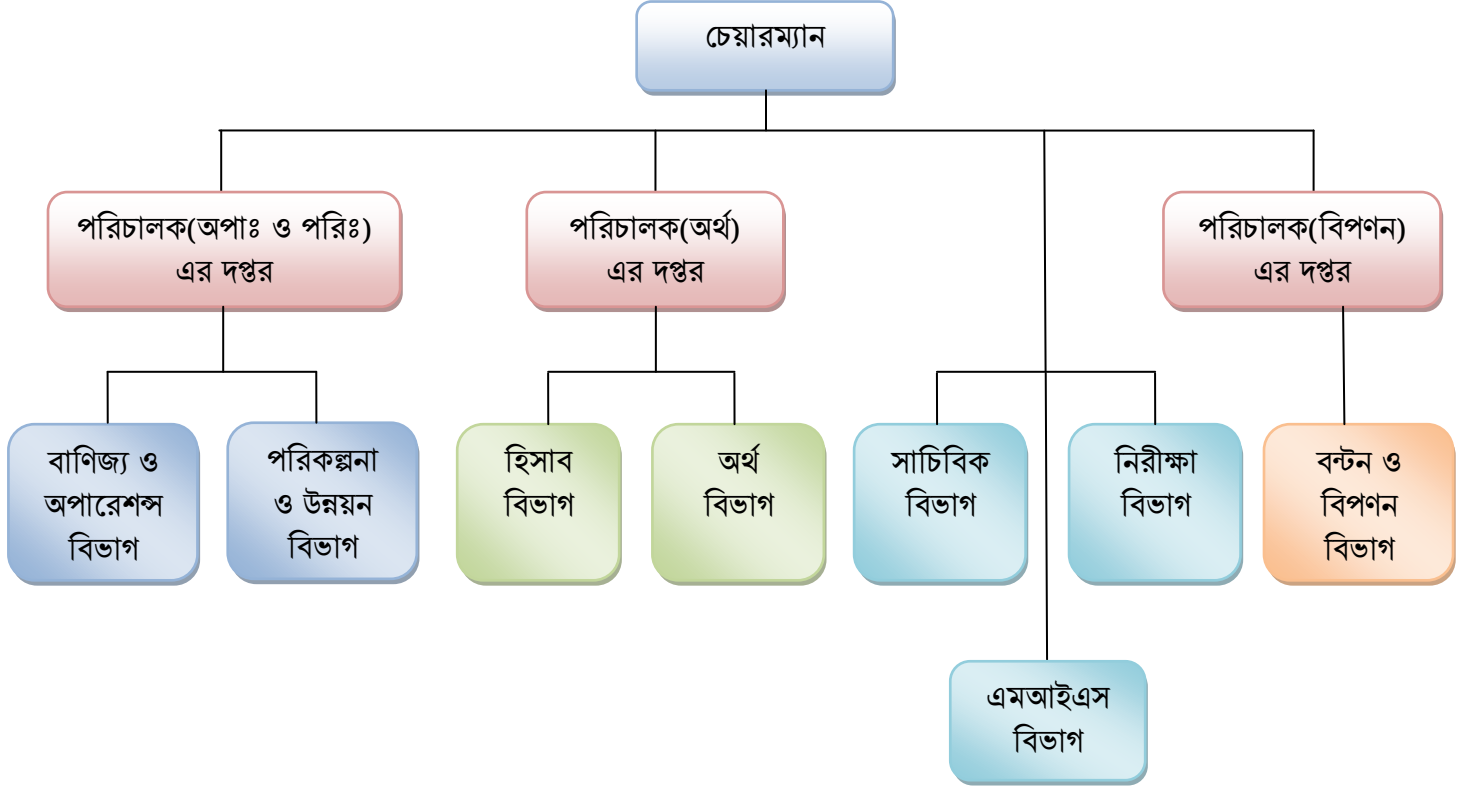 চেয়ারম্যান
পরিচালক(অপাঃ ও পরিঃ)
এর দপ্তর
পরিচালক(অর্থ)
এর দপ্তর
পরিচালক(বিপণন)
এর দপ্তর
বাণিজ্য ও
অপারেশন্স
বিভাগ
পরিকল্পনা
ও উন্নয়ন
বিভাগ
হিসাব
বিভাগ
অর্থ
বিভাগ
সাচিবিক
বিভাগ
নিরীক্ষা
বিভাগ
বন্টন ও
বিপণন
বিভাগ
এমআইএস
বিভাগ